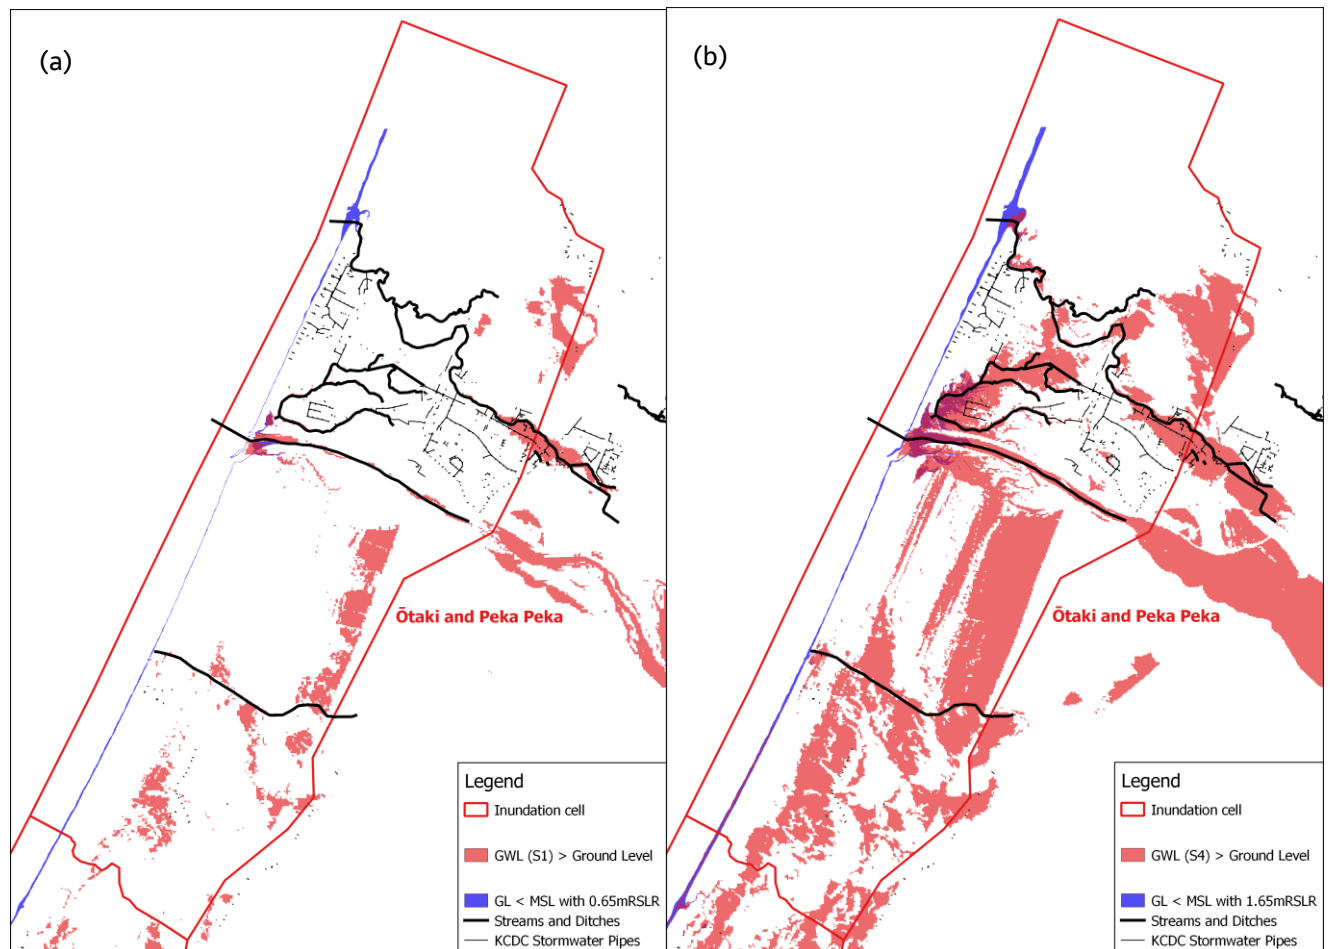 (a)
Ōtaki and Peka Peka
Legend
Inundation cell
GWL (S1) > Ground Level
GL < MSL with 0.65mRSLR
Streams and Ditches
KCDC Stormwater Pipes
(b)
Ōtaki and Peka Peka
Legend
Inundation cell
GWL (S4) > Ground Level
GL < MSL with 1.65mRSLR
Streams and Ditches
KCDC Stormwater Pipes